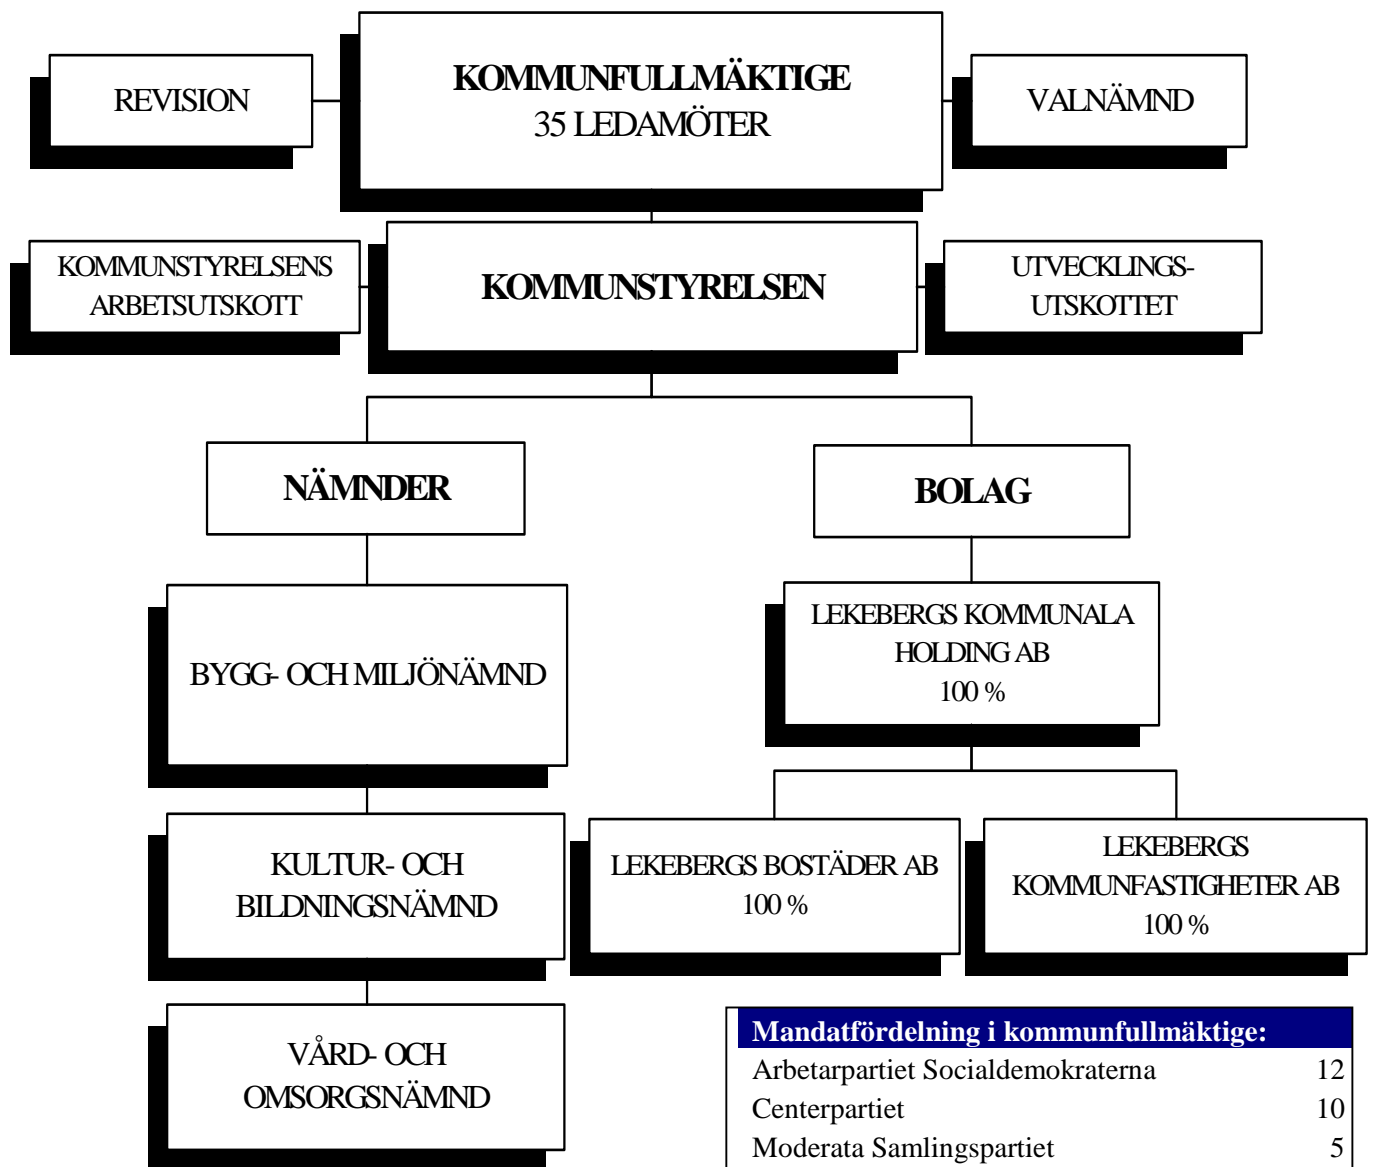 REVISION
KOMMUNFULLMÄKTIGE
35 LEDAMÖTER
VALNÄMND
KOMMUNSTYRELSENS
ARBETSUTSKOTT
KOMMUNSTYRELSEN
UTVECKLINGS-
UTSKOTTET
NÄMNDER
BOLAG
BYGG- OCH MILJÖNÄMND
LEKEBERGS KOMMUNALA
HOLDING AB
100 %
KULTUR- OCH
BILDNINGSNÄMND
LEKEBERGS BOSTÄDER AB
100 %
LEKEBERGS
KOMMUNFASTIGHETER AB
100 %
VÅRD- OCH
OMSORGSNÄMND
Mandatfördelning i kommunfullmäktige:
Arbetarpartiet Socialdemokraterna 12
Centerpartiet 10
Moderata Samlingspartiet 5